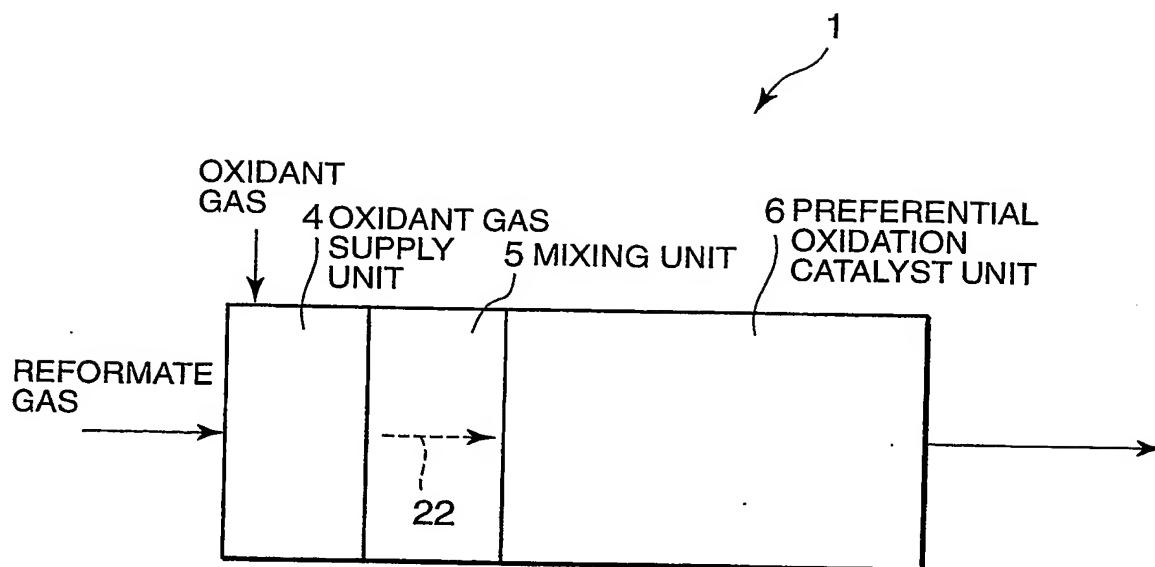 1
OXIDANT
GAS
4 OXIDANT GAS
SUPPLY
UNIT
5 MIXING UNIT
6 PREFERENTIAL
OXIDATION
CATALYST UNIT
REFORMATE
GAS
22